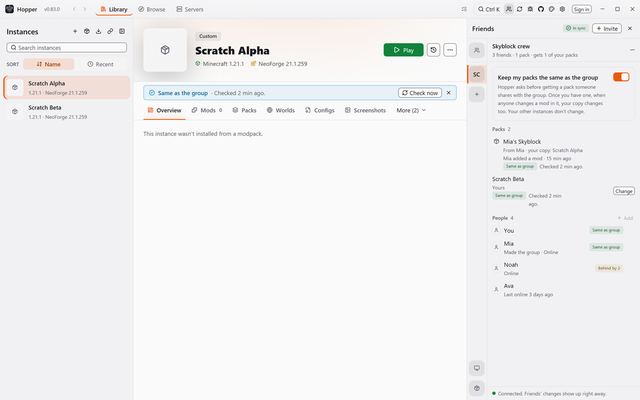 Hopper v0.83.0 Library Browse Servers Ctrl K Sign in
Instances
Search instances
SORT Name Recent
Scratch Alpha
1.21.1 · NeoForge 21.1.259
Scratch Beta
1.21.1 · NeoForge 21.1.259
Custom
Scratch Alpha
Minecraft 1.21.1 NeoForge 21.1.259
Play
Same as the group · Checked 2 min ago. Check now
Overview Mods 0 Packs Worlds Configs Screenshots More (2)
This instance wasn't installed from a modpack.
Friends In sync Invite
SC
Skyblock crew
3 friends · 1 pack · gets 1 of your packs
Keep my packs the same as the group
Hopper asks before getting a pack someone
shares with the group. Once you have one, when
anyone changes a mod in it, your copy changes
too. Your other instances don't change.
Packs 2
Mia's Skyblock
From Mia · your copy: Scratch Alpha
Mia added a mod · 15 min ago
Same as group Checked 2 min ago.
Scratch Beta
Yours
Same as group Checked 2 min
ago.
Change
People 4 + Add
You
Same as group
Mia
Made the group · Online
Same as group
Noah
Online
Behind by 2
Ava
Last online 3 days ago
Connected. Friends' changes show up right away.